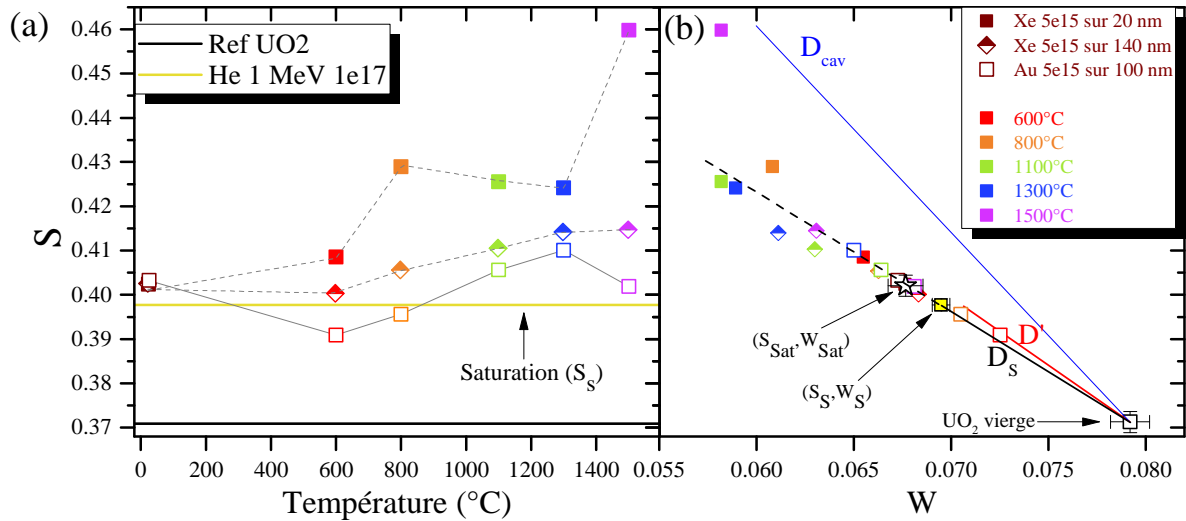 (a)
Ref UO2
He 1 MeV 1e17
0.46
0.45
0.44
0.43
0.42
0.41
0.40
0.39
0.38
0.37
S
Saturation (S_S)
0 200 400 600 800 1000 1200 1400
Température (°C)
(b)
D_cav
Xe 5e15 sur 20 nm
Xe 5e15 sur 140 nm
Au 5e15 sur 100 nm
600°C
800°C
1100°C
1300°C
1500°C
(S_Sat,W_Sat)
(S_S,W_S)
D'
D_S
UO₂ vierge
0.055 0.060 0.065 0.070 0.075 0.080
W